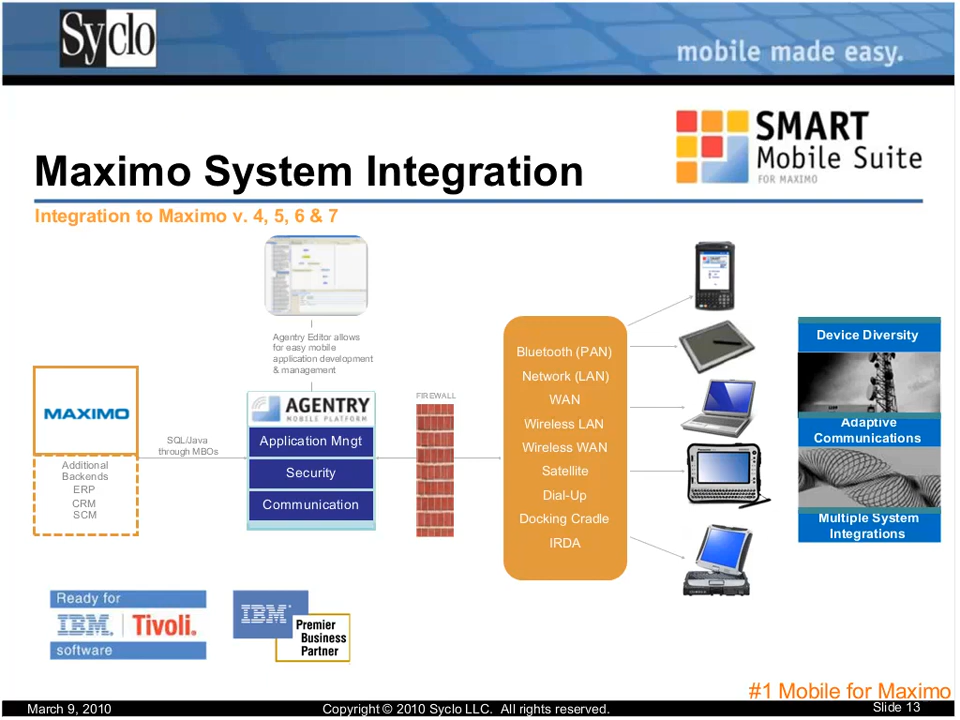 Syclo
mobile made easy.
SMART
Mobile Suite
FOR MAXIMO
Maximo System Integration
Integration to Maximo v. 4, 5, 6 & 7
Agentry Editor allows
for easy mobile
application development
& management
MAXIMO
Additional
Backends
ERP
CRM
SCM
SQL/Java
through MBOs
AGENTRY
MOBILE PLATFORM
Application Mngt
Security
Communication
FIREWALL
Bluetooth (PAN)
Network (LAN)
WAN
Wireless LAN
Wireless WAN
Satellite
Dial-Up
Docking Cradle
IRDA
Device Diversity
Adaptive
Communications
Multiple System
Integrations
Ready for
IBM. Tivoli.
software
IBM
Premier
Business
Partner
#1 Mobile for Maximo
March 9, 2010
Copyright © 2010 Syclo LLC. All rights reserved.
Slide 13